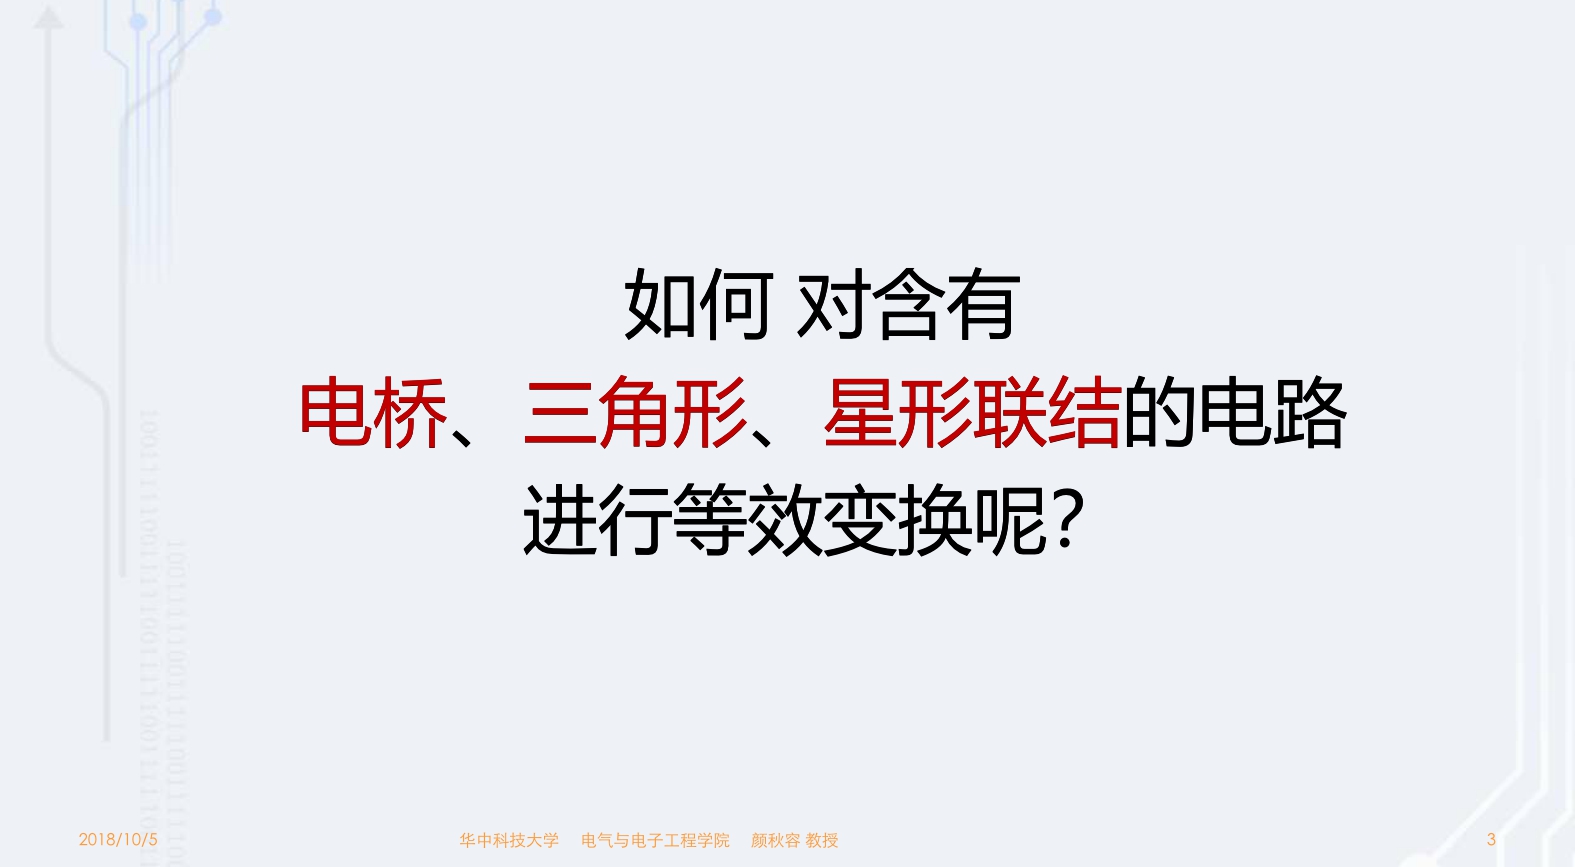 如何 对含有
电桥、三角形、星形联结的电路
进行等效变换呢？
2018/10/5 华中科技大学 电气与电子工程学院 颜秋容 教授 3